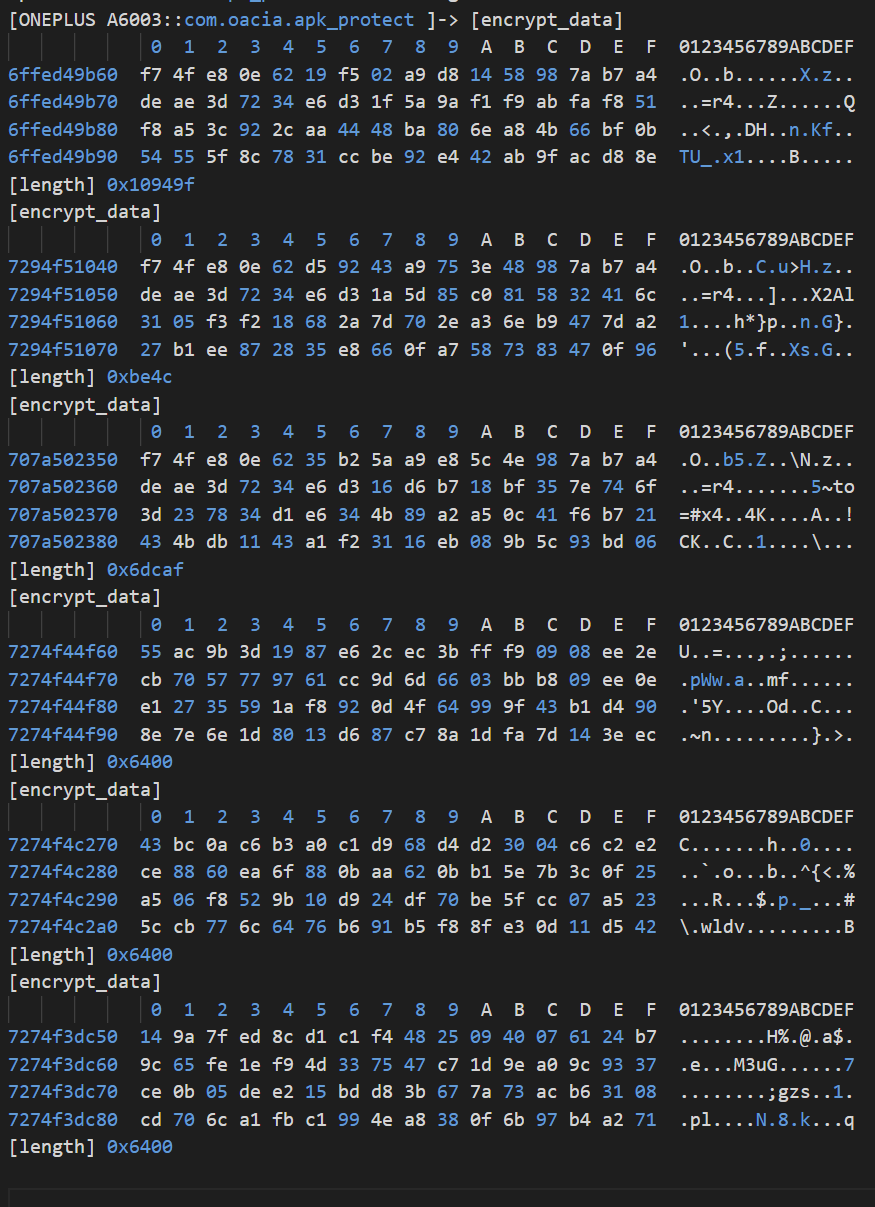 [ONEPLUS A6003::com.oacia.apk_protect ]-> [encrypt_data]
0 1 2 3 4 5 6 7 8 9 A B C D E F 0123456789ABCDEF
6ffed49b60 f7 4f e8 0e 62 19 f5 02 a9 d8 14 58 98 7a b7 a4 .O..b......X.z..
6ffed49b70 de ae 3d 72 34 e6 d3 1f 5a 9a f1 f9 ab fa f8 51 ..=r4...Z......Q
6ffed49b80 f8 a5 3c 92 2c aa 44 48 ba 80 6e a8 4b 66 bf 0b ..<.,.DH..n.Kf..
6ffed49b90 54 55 5f 8c 78 31 cc be 92 e4 42 ab 9f ac d8 8e TU_.x1....B.....
[length] 0x10949f
[encrypt_data]
0 1 2 3 4 5 6 7 8 9 A B C D E F 0123456789ABCDEF
7294f51040 f7 4f e8 0e 62 d5 92 43 a9 75 3e 48 98 7a b7 a4 .O..b..C.u>H.z..
7294f51050 de ae 3d 72 34 e6 d3 1a 5d 85 c0 81 58 32 41 6c ..=r4...]...X2Al
7294f51060 31 05 f3 f2 18 68 2a 7d 70 2e a3 6e b9 47 7d a2 1....h*}p..n.G}.
7294f51070 27 b1 ee 87 28 35 e8 66 0f a7 58 73 83 47 0f 96 '...(5.f..Xs.G..
[length] 0xbe4c
[encrypt_data]
0 1 2 3 4 5 6 7 8 9 A B C D E F 0123456789ABCDEF
707a502350 f7 4f e8 0e 62 35 b2 5a a9 e8 5c 4e 98 7a b7 a4 .O..b5.Z..\N.z..
707a502360 de ae 3d 72 34 e6 d3 16 d6 b7 18 bf 35 7e 74 6f ..=r4.......5~to
707a502370 3d 23 78 34 d1 e6 34 4b 89 a2 a5 0c 41 f6 b7 21 =#x4..4K....A..!
707a502380 43 4b db 11 43 a1 f2 31 16 eb 08 9b 5c 93 bd 06 CK..C..1....\...
[length] 0x6dcaf
[encrypt_data]
0 1 2 3 4 5 6 7 8 9 A B C D E F 0123456789ABCDEF
7274f44f60 55 ac 9b 3d 19 87 e6 2c ec 3b ff f9 09 08 ee 2e U..=...,.;......
7274f44f70 cb 70 57 77 97 61 cc 9d 6d 66 03 bb b8 09 ee 0e .pWw.a..mf......
7274f44f80 e1 27 35 59 1a f8 92 0d 4f 64 99 9f 43 b1 d4 90 .'5Y....Od..C...
7274f44f90 8e 7e 6e 1d 80 13 d6 87 c7 8a 1d fa 7d 14 3e ec .~n.........}.>.
[length] 0x6400
[encrypt_data]
0 1 2 3 4 5 6 7 8 9 A B C D E F 0123456789ABCDEF
7274f4c270 43 bc 0a c6 b3 a0 c1 d9 68 d4 d2 30 04 c6 c2 e2 C.......h..0....
7274f4c280 ce 88 60 ea 6f 88 0b aa 62 0b b1 5e 7b 3c 0f 25 ..`.o...b..^{<.%
7274f4c290 a5 06 f8 52 9b 10 d9 24 df 70 be 5f cc 07 a5 23 ...R...$.p._...#
7274f4c2a0 5c cb 77 6c 64 76 b6 91 b5 f8 8f e3 0d 11 d5 42 \.wldv.........B
[length] 0x6400
[encrypt_data]
0 1 2 3 4 5 6 7 8 9 A B C D E F 0123456789ABCDEF
7274f3dc50 14 9a 7f ed 8c d1 c1 f4 48 25 09 40 07 61 24 b7 ........H%.@.a$.
7274f3dc60 9c 65 fe 1e f9 4d 33 75 47 c7 1d 9e a0 9c 93 37 .e...M3uG......7
7274f3dc70 ce 0b 05 de e2 15 bd d8 3b 67 7a 73 ac b6 31 08 ........;gzs..1.
7274f3dc80 cd 70 6c a1 fb c1 99 4e a8 38 0f 6b 97 b4 a2 71 .pl....N.8.k...q
[length] 0x6400